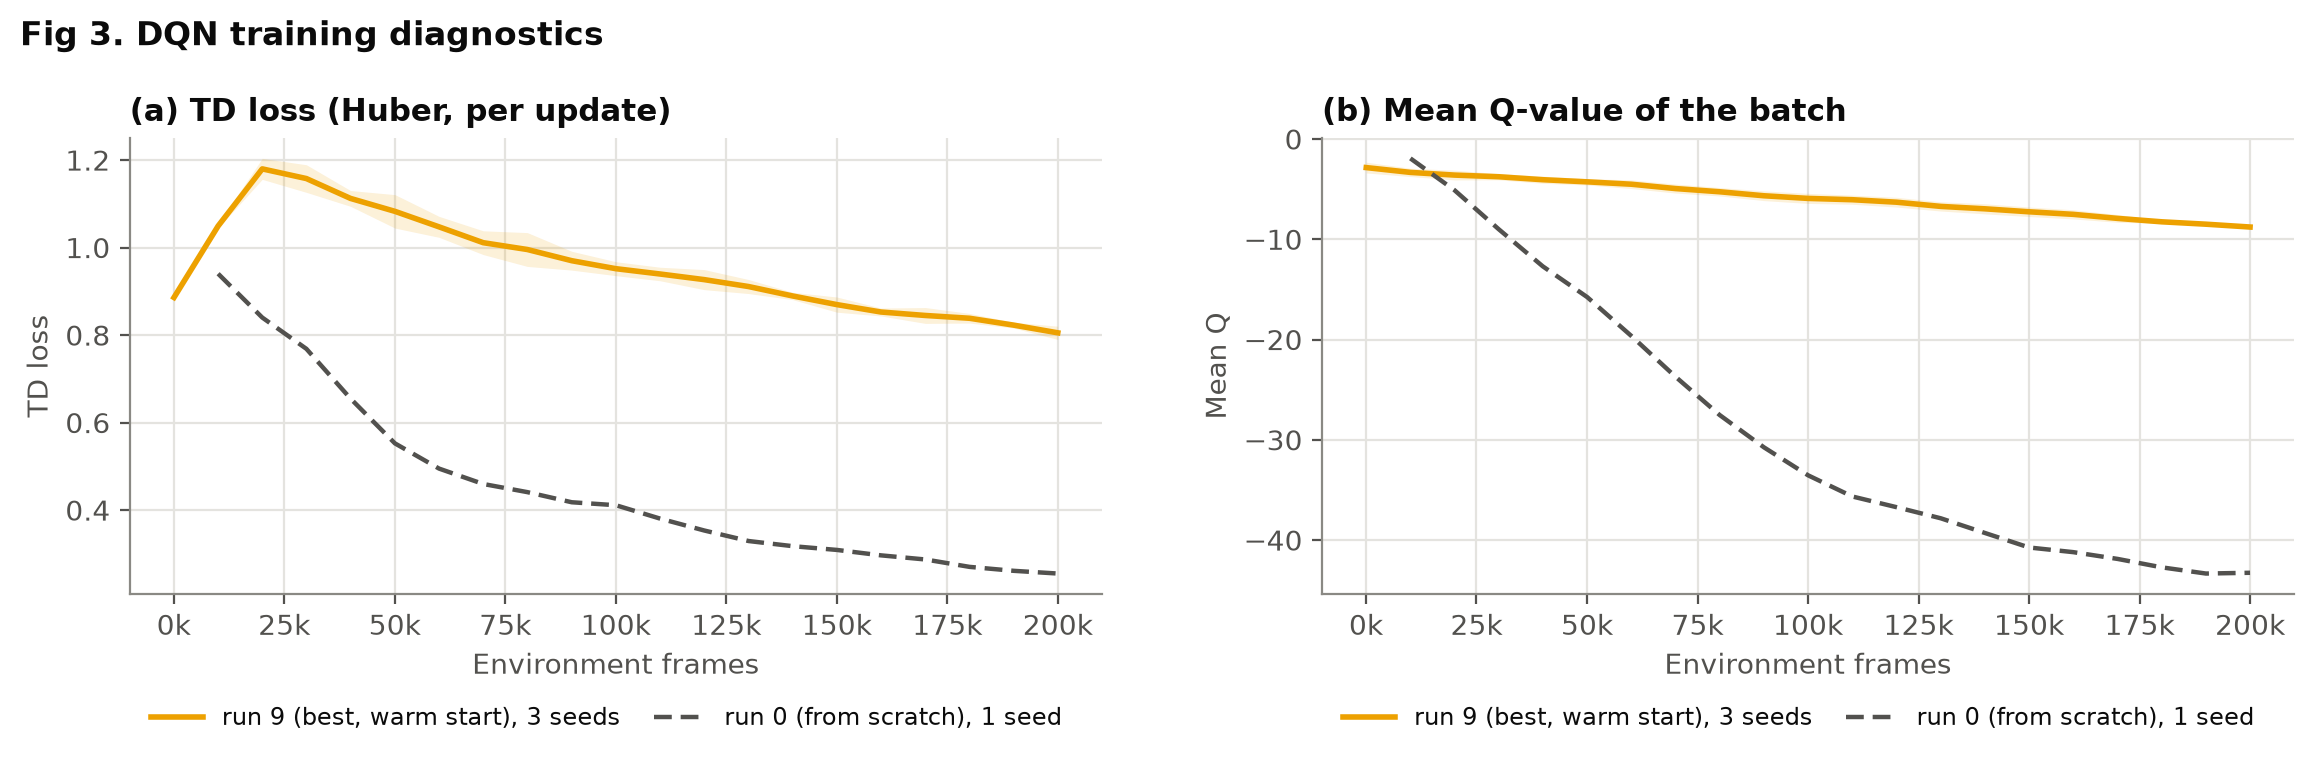 Fig 3. DQN training diagnostics
(a) TD loss (Huber, per update)
1.2
1.0
0.8
0.6
0.4
TD loss
0k 25k 50k 75k 100k 125k 150k 175k 200k
Environment frames
run 9 (best, warm start), 3 seeds
run 0 (from scratch), 1 seed
(b) Mean Q-value of the batch
0
−10
−20
−30
−40
Mean Q
0k 25k 50k 75k 100k 125k 150k 175k 200k
Environment frames
run 9 (best, warm start), 3 seeds
run 0 (from scratch), 1 seed